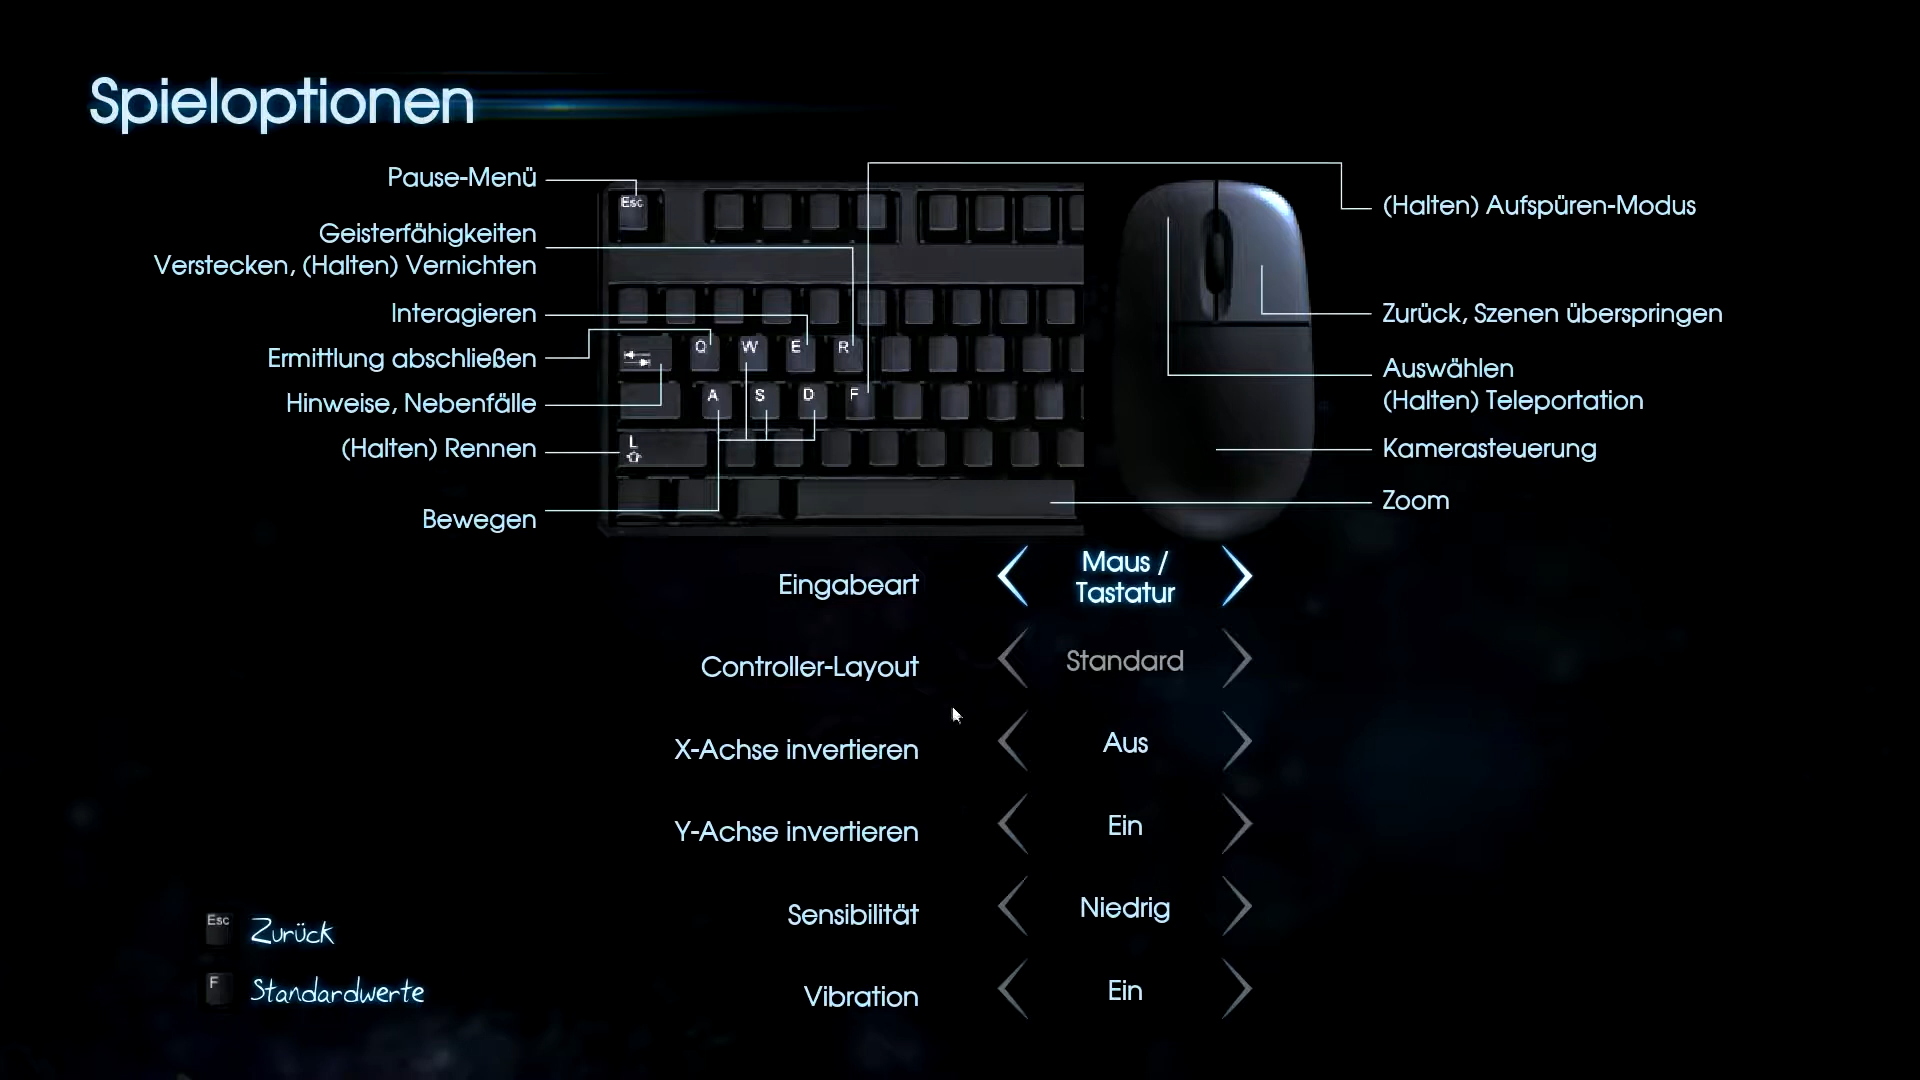 Spieloptionen
Pause-Menü
Geisterfähigkeiten
Verstecken, (Halten) Vernichten
Interagieren
Ermittlung abschließen
Hinweise, Nebenfälle
(Halten) Rennen
Bewegen
Esc
Q W E R
A S D F
L
(Halten) Aufspüren-Modus
Zurück, Szenen überspringen
Auswählen
(Halten) Teleportation
Kamerasteuerung
Zoom
Eingabeart
Maus /
Tastatur
Controller-Layout Standard
X-Achse invertieren Aus
Y-Achse invertieren Ein
Sensibilität Niedrig
Vibration Ein
Esc Zurück
F Standardwerte